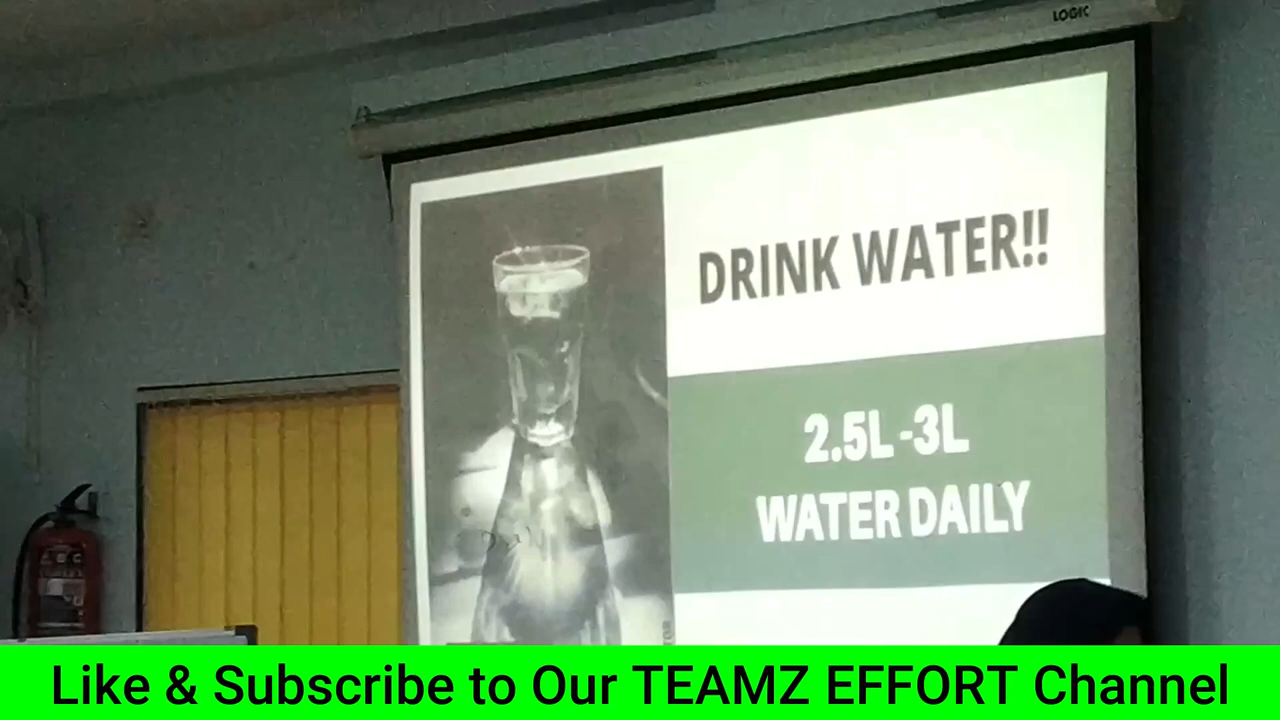 LOGIC
DRINK WATER!!
2.5L -3L
WATER DAILY
Like & Subscribe to Our TEAMZ EFFORT Channel